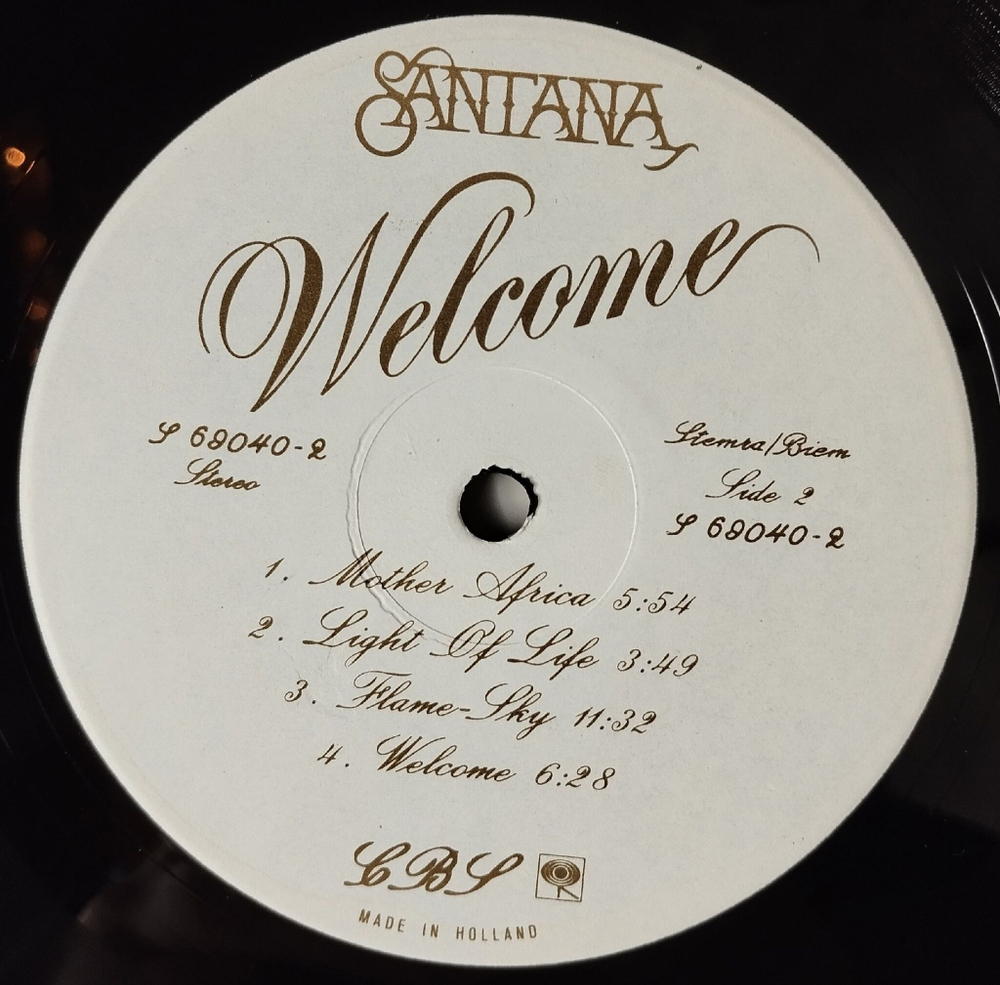 SANTANA
Welcome
S 69040-2
Stereo
Stemra/Biem
Side 2
S 69040-2
1. Mother Africa 5:54
2. Light Of Life 3:49
3. Flame-Sky 11:32
4. Welcome 6:28
CBS
MADE IN HOLLAND